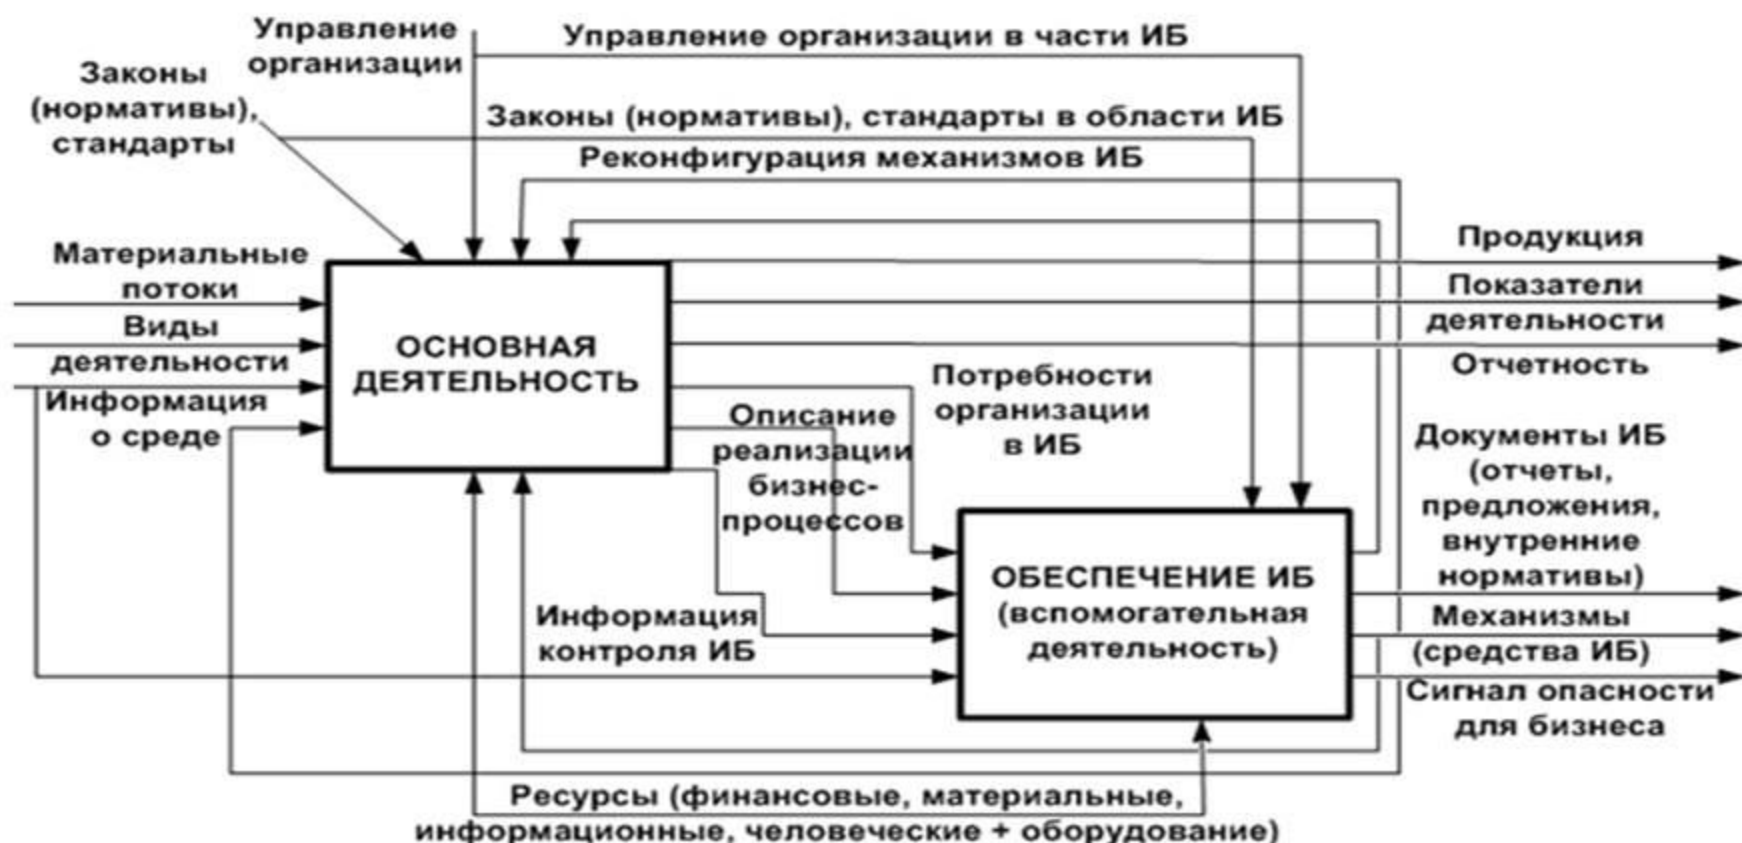 Управление
организации
Управление организации в части ИБ
Законы
(нормативы),
стандарты
Законы (нормативы), стандарты в области ИБ
Реконфигурация механизмов ИБ
Материальные
потоки
Виды
деятельности
Информация
о среде
ОСНОВНАЯ
ДЕЯТЕЛЬНОСТЬ
Продукция
Показатели
деятельности
Отчетность
Потребности
организации
в ИБ
Описание
реализации
бизнес-
процессов
Документы ИБ
(отчеты,
предложения,
внутренние
нормативы)
ОБЕСПЕЧЕНИЕ ИБ
(вспомогательная
деятельность)
Информация
контроля ИБ
Механизмы
(средства ИБ)
Сигнал опасности
для бизнеса
Ресурсы (финансовые, материальные,
информационные, человеческие + оборудование)